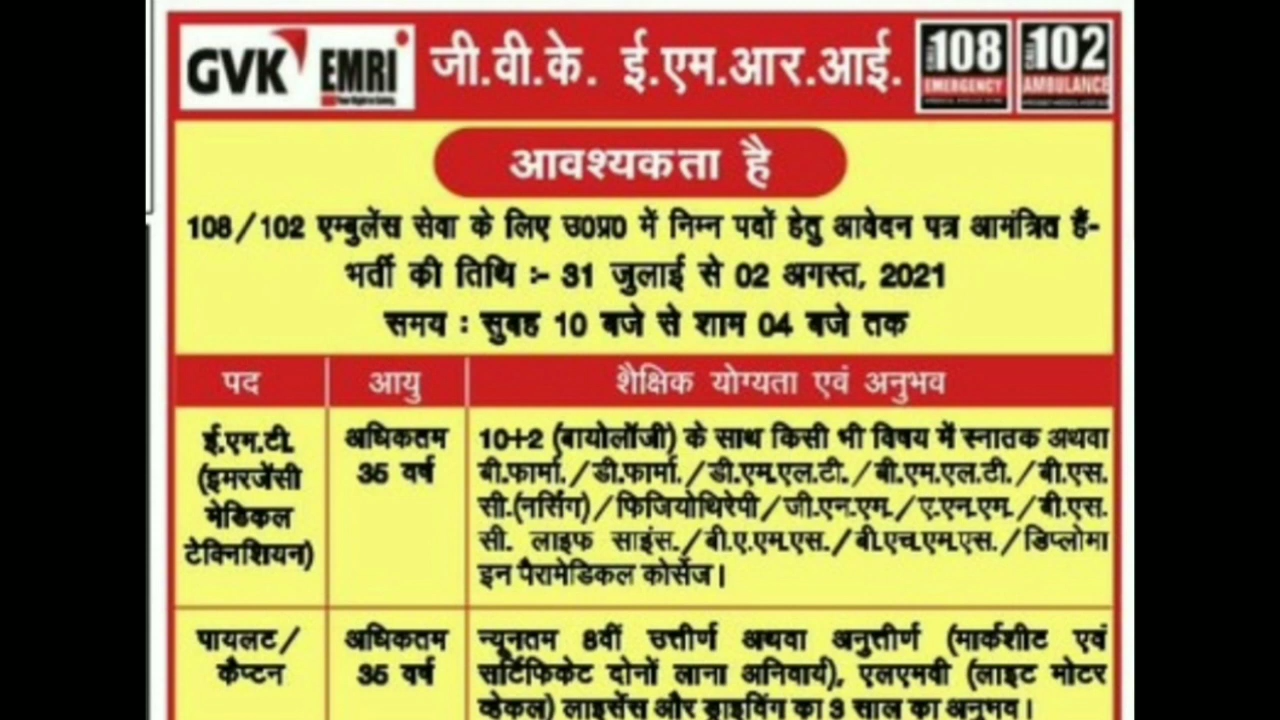 GVK EMRI जी.वी.के. ई.एम.आर.आई. 108 EMERGENCY 102 AMBULANCE
आवश्यकता है
108/102 एम्बुलेंस सेवा के लिए उ0प्र0 में निम्न पदों हेतु आवेदन पत्र आमंत्रित हैं-
भर्ती की तिथि :- 31 जुलाई से 02 अगस्त, 2021
समय : सुबह 10 बजे से शाम 04 बजे तक
पद आयु शैक्षिक योग्यता एवं अनुभव
ई.एम.टी.
(इमरजेंसी
मेडिकल
टेक्निशियन)
अधिकतम
35 वर्ष
10+2 (बायोलॉजी) के साथ किसी भी विषय में स्नातक अथवा
बी.फार्मा./डी.फार्मा./डी.एम.एल.टी./बी.एम.एल.टी./बी.एस.
सी.(नर्सिंग)/फिजियोथिरेपी/जी.एन.एम./ए.एन.एम./बी.एस.
सी. लाइफ साइंस./बी.ए.एम.एस./बी.एच.एम.एस./डिप्लोमा
इन पैरामेडिकल कोर्सेज।
पायलट/
कैप्टन
अधिकतम
35 वर्ष
न्यूनतम 8वीं उत्तीर्ण अथवा अनुत्तीर्ण (मार्कशीट एवं
सर्टिफिकेट दोनों लाना अनिवार्य), एलएमवी (लाइट मोटर
व्हेकल) लाइसेंस और ड्राइविंग का 3 साल का अनुभव।